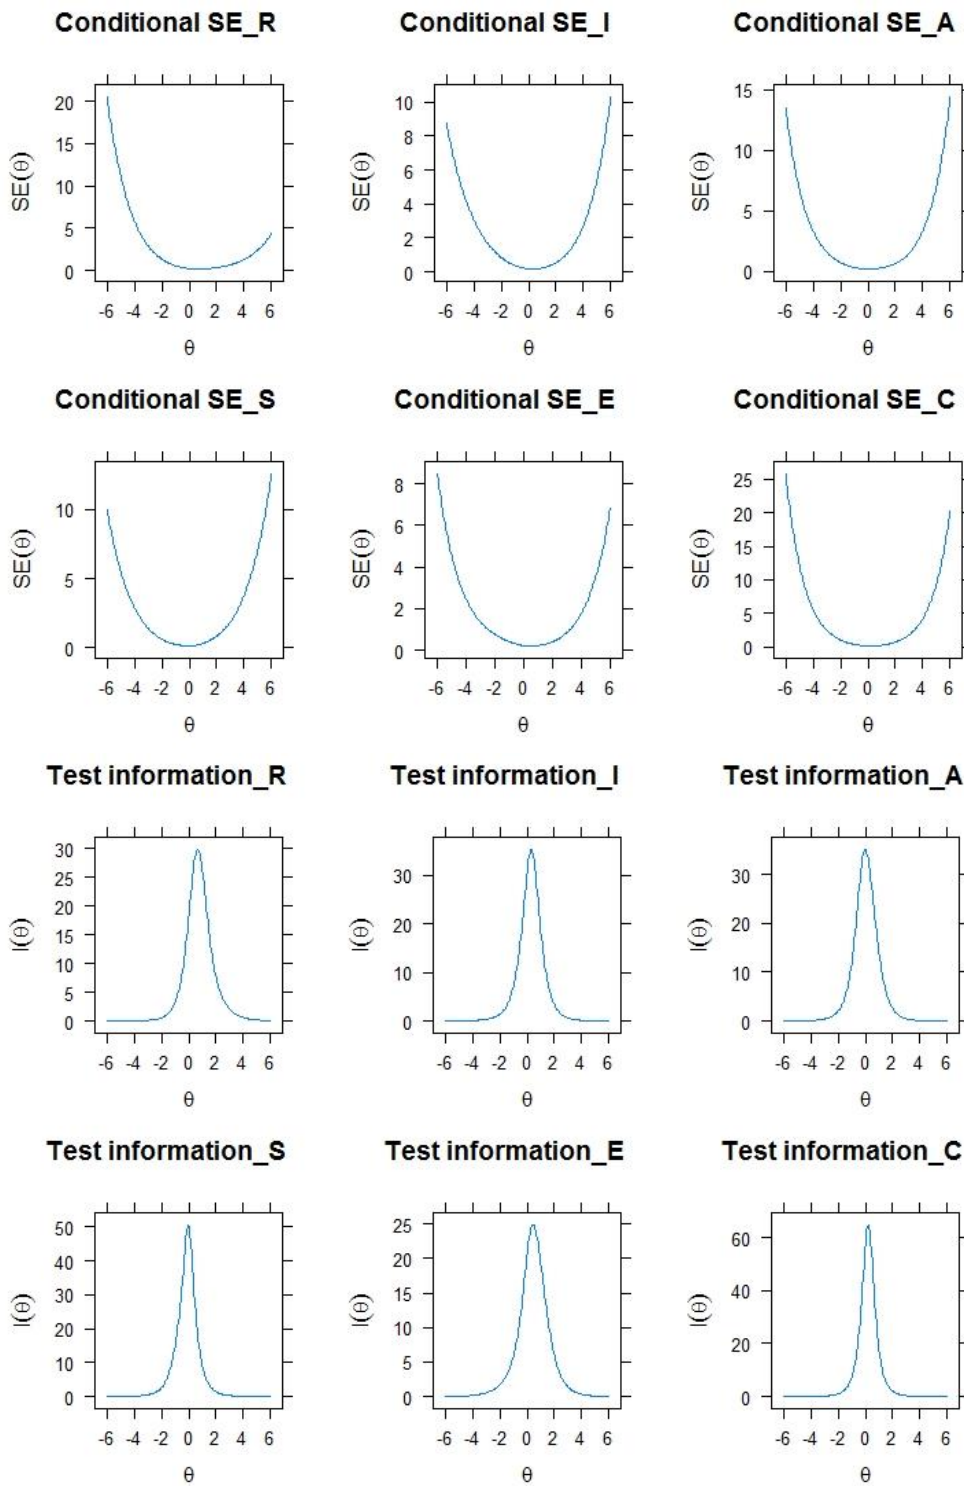 Conditional SE_R Conditional SE_I Conditional SE_A
SE(θ) 20 15 10 5 0
-6 -4 -2 0 2 4 6
θ
SE(θ) 10 8 6 4 2 0
-6 -4 -2 0 2 4 6
θ
SE(θ) 15 10 5 0
-6 -4 -2 0 2 4 6
θ
Conditional SE_S Conditional SE_E Conditional SE_C
SE(θ) 10 5 0
-6 -4 -2 0 2 4 6
θ
SE(θ) 8 6 4 2 0
-6 -4 -2 0 2 4 6
θ
SE(θ) 25 20 15 10 5 0
-6 -4 -2 0 2 4 6
θ
Test information_R Test information_I Test information_A
I(θ) 30 25 20 15 10 5 0
-6 -4 -2 0 2 4 6
θ
I(θ) 30 20 10 0
-6 -4 -2 0 2 4 6
θ
I(θ) 30 20 10 0
-6 -4 -2 0 2 4 6
θ
Test information_S Test information_E Test information_C
I(θ) 50 40 30 20 10 0
-6 -4 -2 0 2 4 6
θ
I(θ) 25 20 15 10 5 0
-6 -4 -2 0 2 4 6
θ
I(θ) 60 40 20 0
-6 -4 -2 0 2 4 6
θ